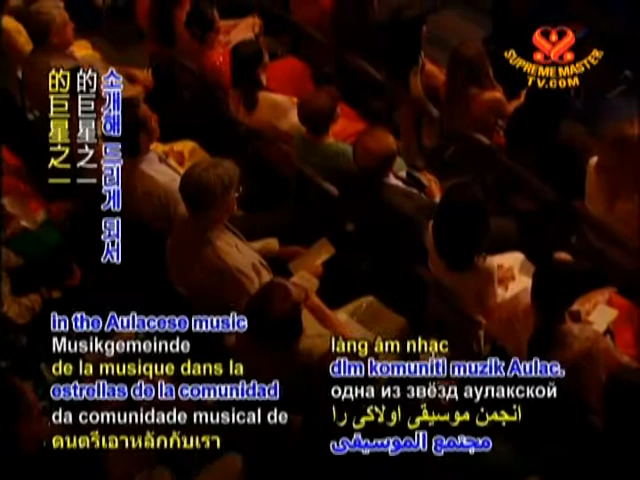 SUPREME MASTER
TV.COM
的巨星之一
的巨星之一
소개해 드리게 되서
in the Aulacese music
Musikgemeinde
de la musique dans la
estrellas de la comunidad
da comunidade musical de
ดนตรีเอาหลักกับเรา
làng âm nhạc
dlm komuniti muzik Aulac.
одна из звёзд аулакской
انجمن موسیقی اولاکی را
مجتمع الموسيقى